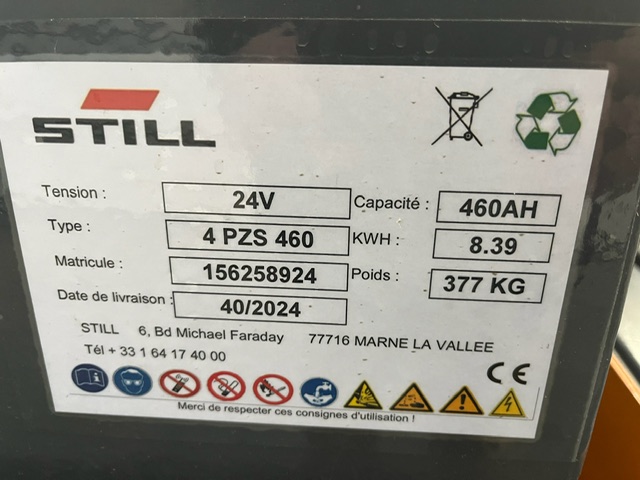 STILL
Tension : 24V Capacité : 460AH
Type : 4 PZS 460 KWH : 8.39
Matricule : 156258924 Poids : 377 KG
Date de livraison : 40/2024
STILL 6, Bd Michael Faraday 77716 MARNE LA VALLEE
Tél + 33 1 64 17 40 00
CE
Merci de respecter ces consignes d'utilisation !